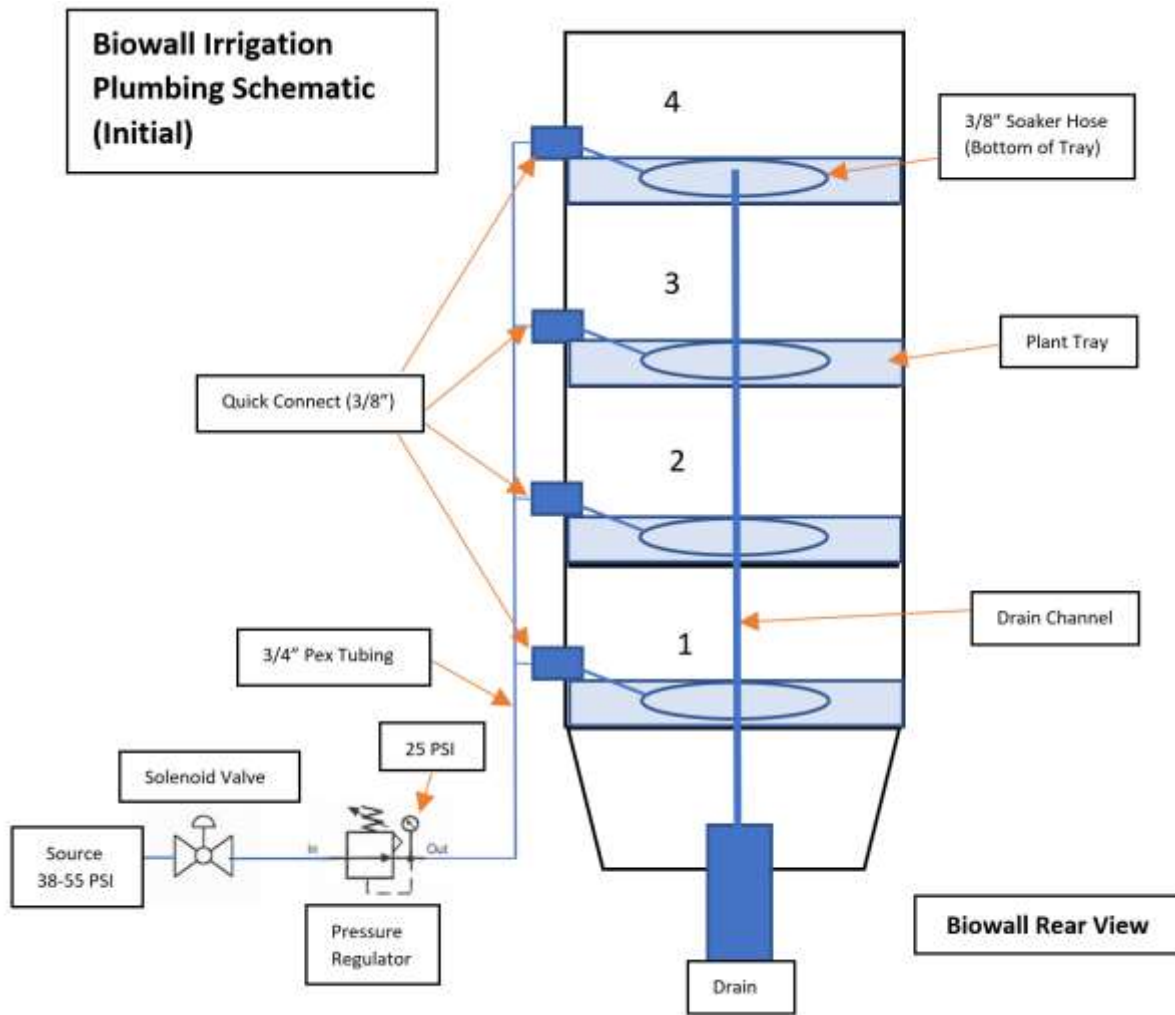 Biowall Irrigation
Plumbing Schematic
(Initial)
4
3/8” Soaker Hose
(Bottom of Tray)
3
Plant Tray
Quick Connect (3/8”)
2
Drain Channel
1
3/4” Pex Tubing
25 PSI
Solenoid Valve
Source
38-55 PSI
In
Out
Pressure
Regulator
Biowall Rear View
Drain